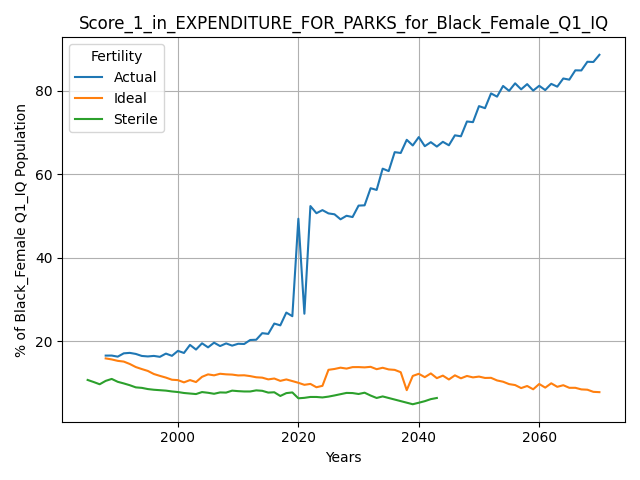 Score_1_in_EXPENDITURE_FOR_PARKS_for_Black_Female_Q1_IQ
Fertility
Actual
Ideal
Sterile
% of Black_Female Q1_IQ Population
80
60
40
20
2000
2020
2040
2060
Years